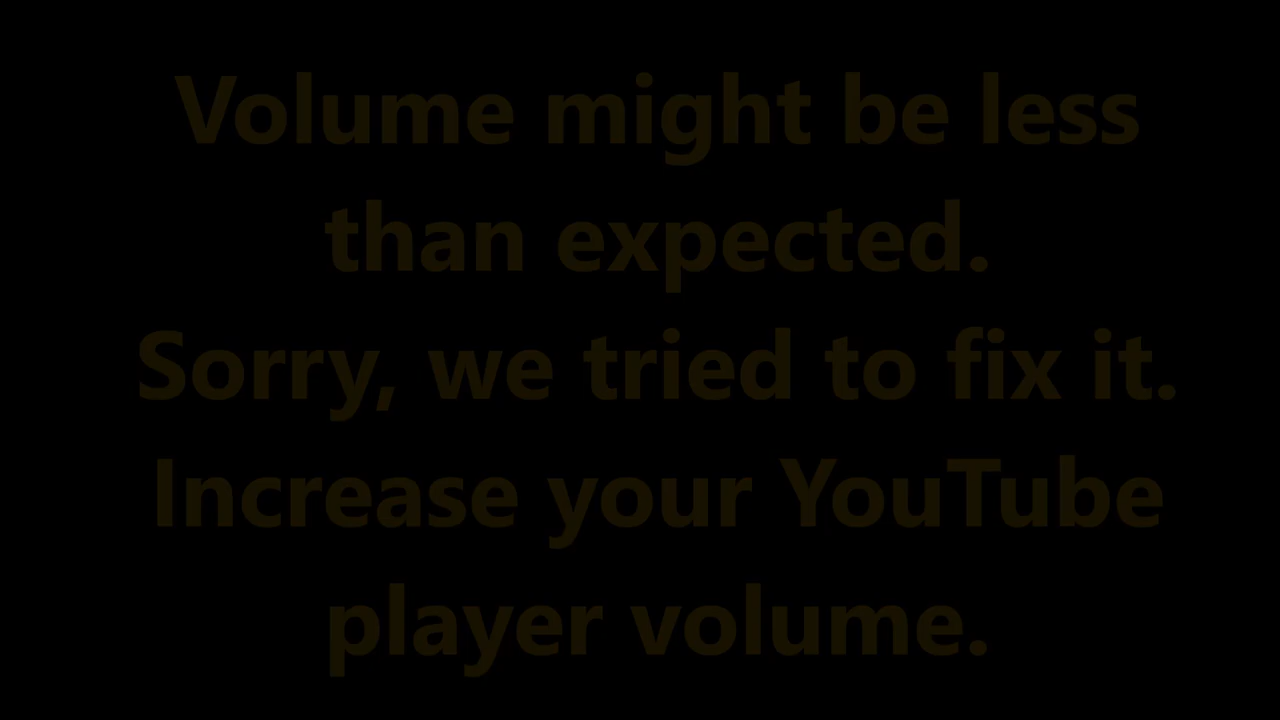 Volume might be less
than expected.
Sorry, we tried to fix it.
Increase your YouTube
player volume.